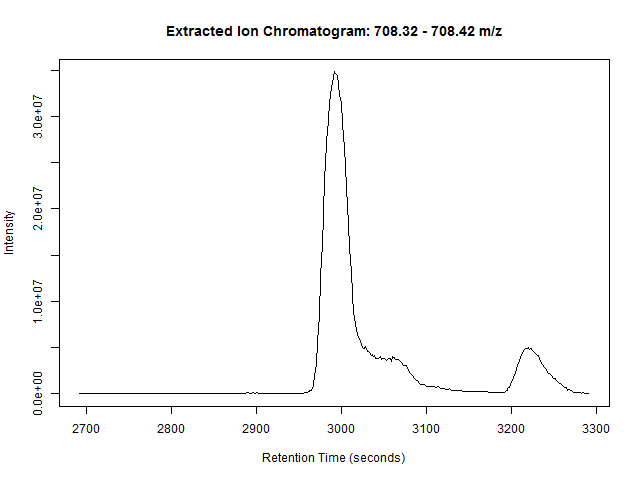 Extracted Ion Chromatogram: 708.32 - 708.42 m/z
3.0e+07
2.0e+07
1.0e+07
0.0e+00
Intensity
2700 2800 2900 3000 3100 3200 3300
Retention Time (seconds)